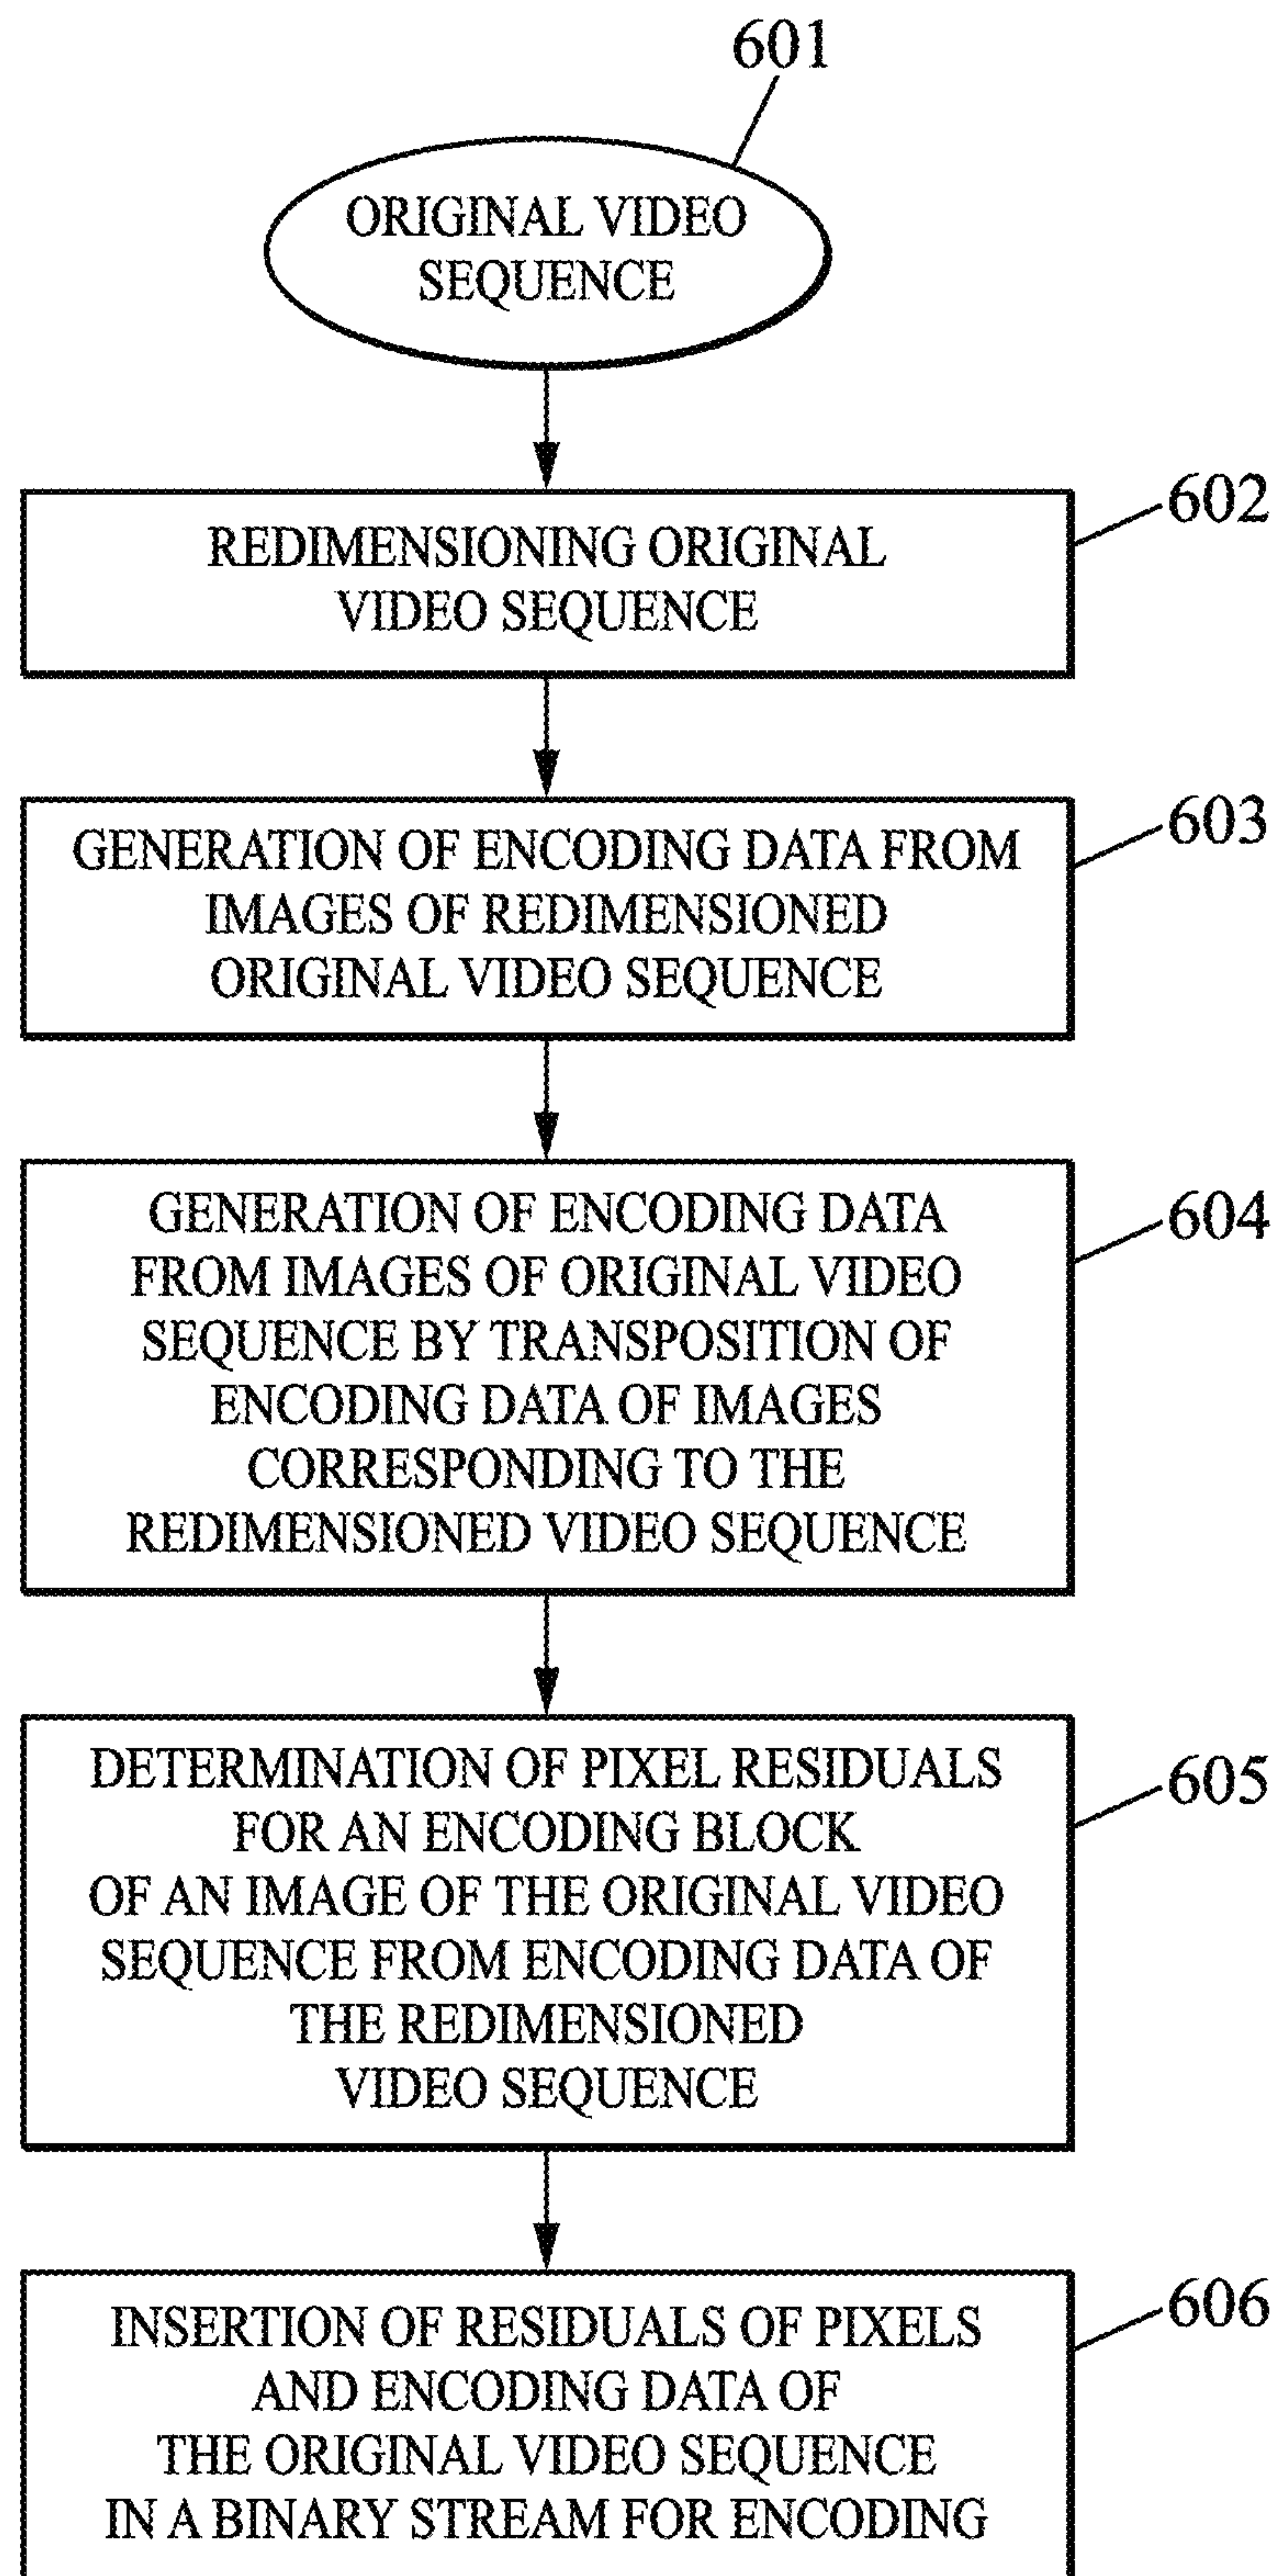 601
ORIGINAL VIDEO
SEQUENCE
602
REDIMENSIONING ORIGINAL
VIDEO SEQUENCE
603
GENERATION OF ENCODING DATA FROM
IMAGES OF REDIMENSIONED
ORIGINAL VIDEO SEQUENCE
604
GENERATION OF ENCODING DATA
FROM IMAGES OF ORIGINAL VIDEO
SEQUENCE BY TRANSPOSITION OF
ENCODING DATA OF IMAGES
CORRESPONDING TO THE
REDIMENSIONED VIDEO SEQUENCE
605
DETERMINATION OF PIXEL RESIDUALS
FOR AN ENCODING BLOCK
OF AN IMAGE OF THE ORIGINAL VIDEO
SEQUENCE FROM ENCODING DATA OF
THE REDIMENSIONED
VIDEO SEQUENCE
606
INSERTION OF RESIDUALS OF PIXELS
AND ENCODING DATA OF
THE ORIGINAL VIDEO SEQUENCE
IN A BINARY STREAM FOR ENCODING